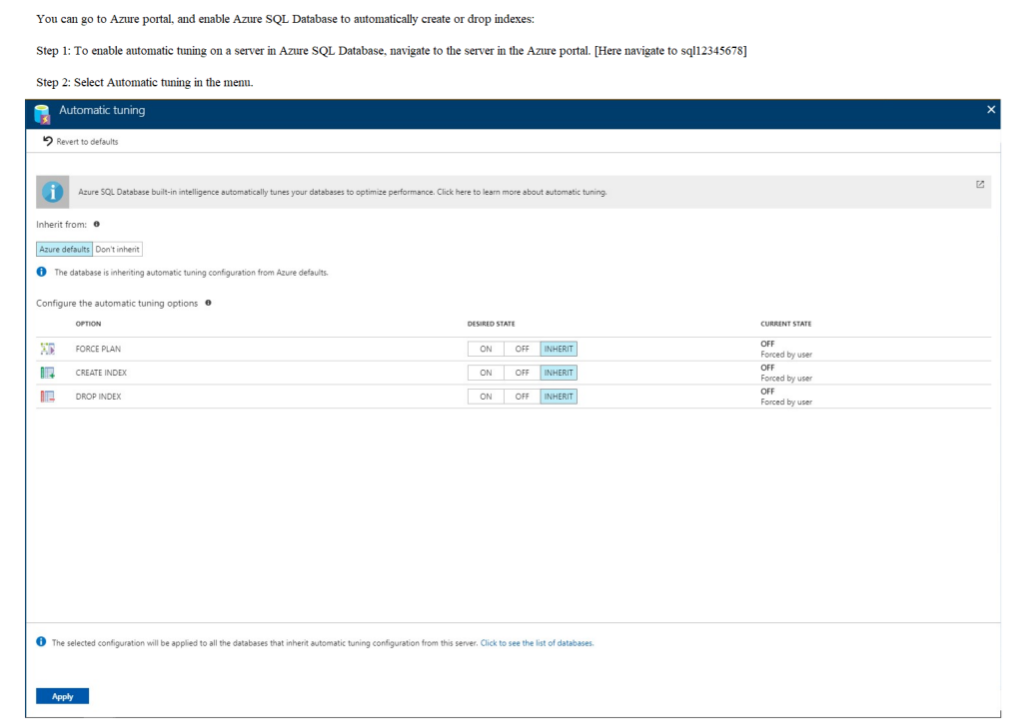 You can go to Azure portal, and enable Azure SQL Database to automatically create or drop indexes:
Step 1: To enable automatic tuning on a server in Azure SQL Database, navigate to the server in the Azure portal. [Here navigate to sql12345678]
Step 2: Select Automatic tuning in the menu.
Automatic tuning
Revert to defaults
Azure SQL Database built-in intelligence automatically tunes your databases to optimize performance. Click here to learn more about automatic tuning.
Inherit from:
Azure defaults Don't inherit
The database is inheriting automatic tuning configuration from Azure defaults.
Configure the automatic tuning options
OPTION DESIRED STATE CURRENT STATE
FORCE PLAN ON OFF INHERIT OFF
Forced by user
CREATE INDEX ON OFF INHERIT OFF
Forced by user
DROP INDEX ON OFF INHERIT OFF
Forced by user
The selected configuration will be applied to all the databases that inherit automatic tuning configuration from this server. Click to see the list of databases.
Apply